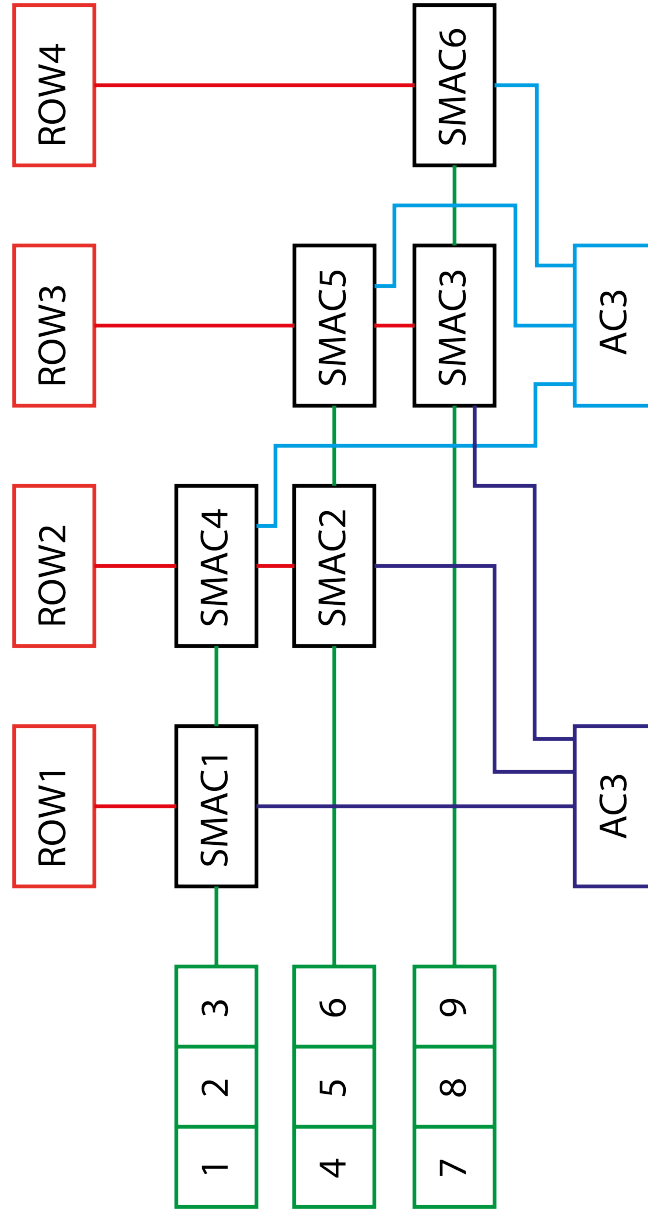 ROW1 ROW2 ROW3 ROW4
1 2 3 SMAC1 SMAC4
4 5 6 SMAC2 SMAC5
7 8 9 SMAC3 SMAC6
AC3 AC3